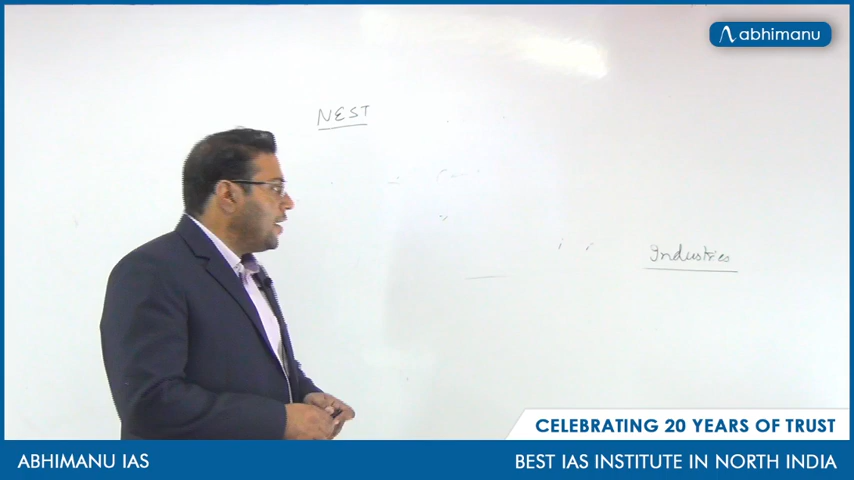 abhimanu
NEST
Industries
CELEBRATING 20 YEARS OF TRUST
ABHIMANU IAS
BEST IAS INSTITUTE IN NORTH INDIA